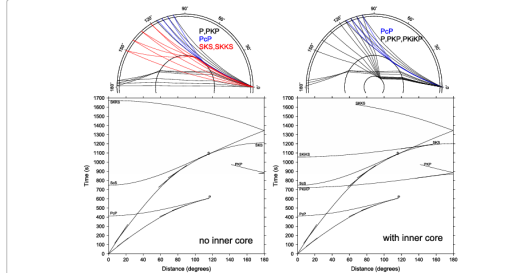 90°
120°
150°
180°
0°
P,PKP
PcP
SKS,SKKS
90°
120°
150°
180°
0°
PcP
P,PKP,PKiKP
1700
1600
1500
1400
1300
1200
1100
1000
900
800
700
600
500
400
300
200
100
0
Time (s)
SKKS
SKS
ScS
PKP
PcP
no inner core
0 20 40 60 80 100 120 140 160 180
Distance (degrees)
1700
1600
1500
1400
1300
1200
1100
1000
900
800
700
600
500
400
300
200
100
0
Time (s)
SKKS
SKS
SKiKS
ScS
PKiKP
PKP
PcP
with inner core
0 20 40 60 80 100 120 140 160 180
Distance (degrees)